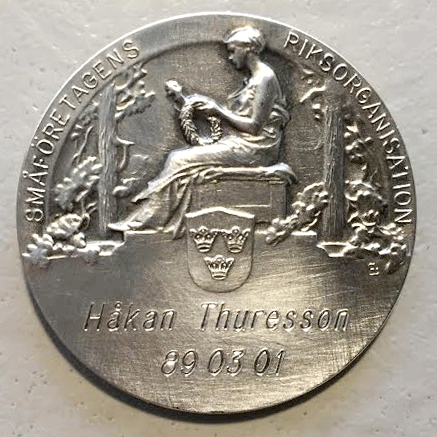 SMÅFÖRETAGENS RIKSORGANISATION
Håkan Thuresson
89 03 01